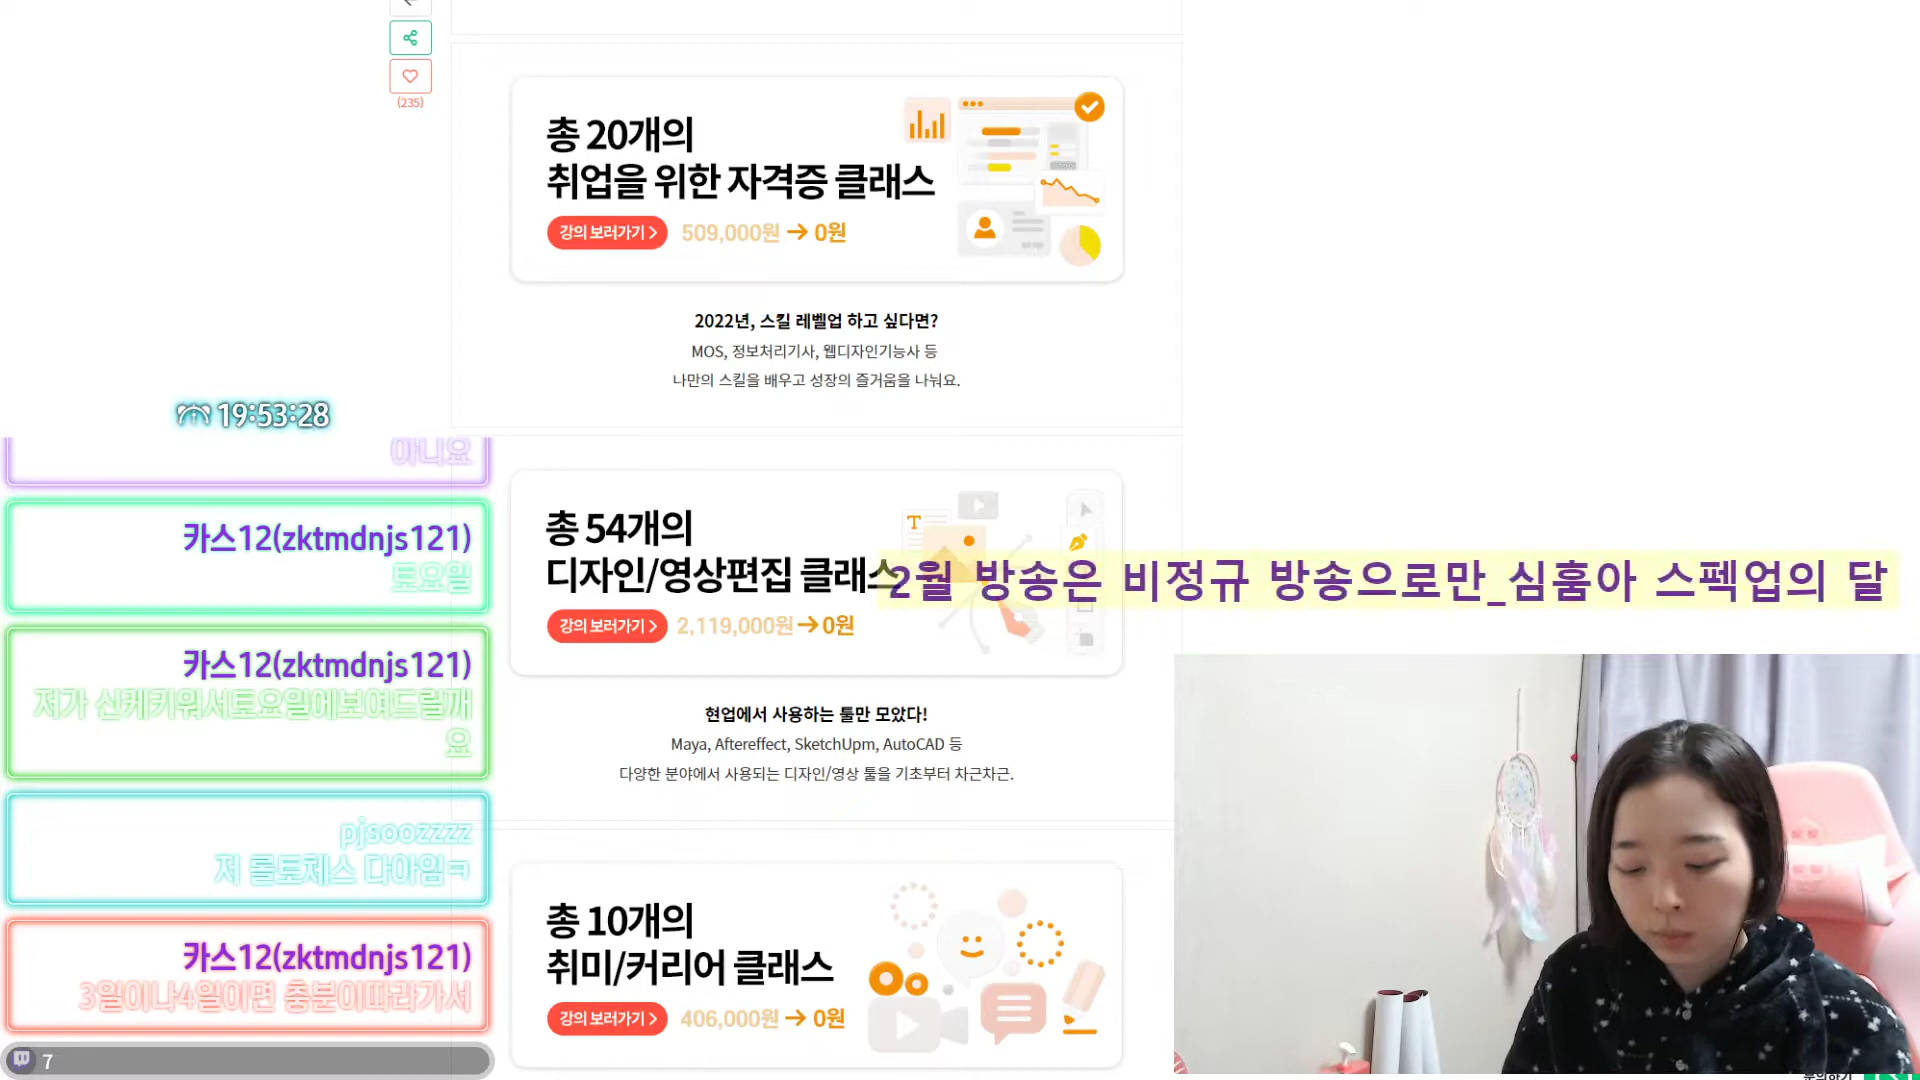 (235)
총 20개의
취업을 위한 자격증 클래스
강의 보러가기 >
509,000원 → 0원
2022년, 스킬 레벨업 하고 싶다면?
MOS, 정보처리기사, 웹디자인기능사 등
나만의 스킬을 배우고 성장의 즐거움을 나눠요.
19:53:28
아니요
카스12(zktmdnjs121)
토요일
카스12(zktmdnjs121)
저가 신케키워서토요일에보여드릴깨
요
pjsoozzzz
저 롤토체스 다아임ㅋ
카스12(zktmdnjs121)
3일이나4일이면 충분이따라가서
7
총 54개의
디자인/영상편집 클래스
강의 보러가기 >
2,119,000원→0원
T
2월 방송은 비정규 방송으로만_심훔아 스펙업의 달
현업에서 사용하는 툴만 모았다!
Maya, Aftereffect, SketchUpm, AutoCAD 등
다양한 분야에서 사용되는 디자인/영상 툴을 기초부터 차근차근.
총 10개의
취미/커리어 클래스
강의 보러가기 >
406,000원 → 0원